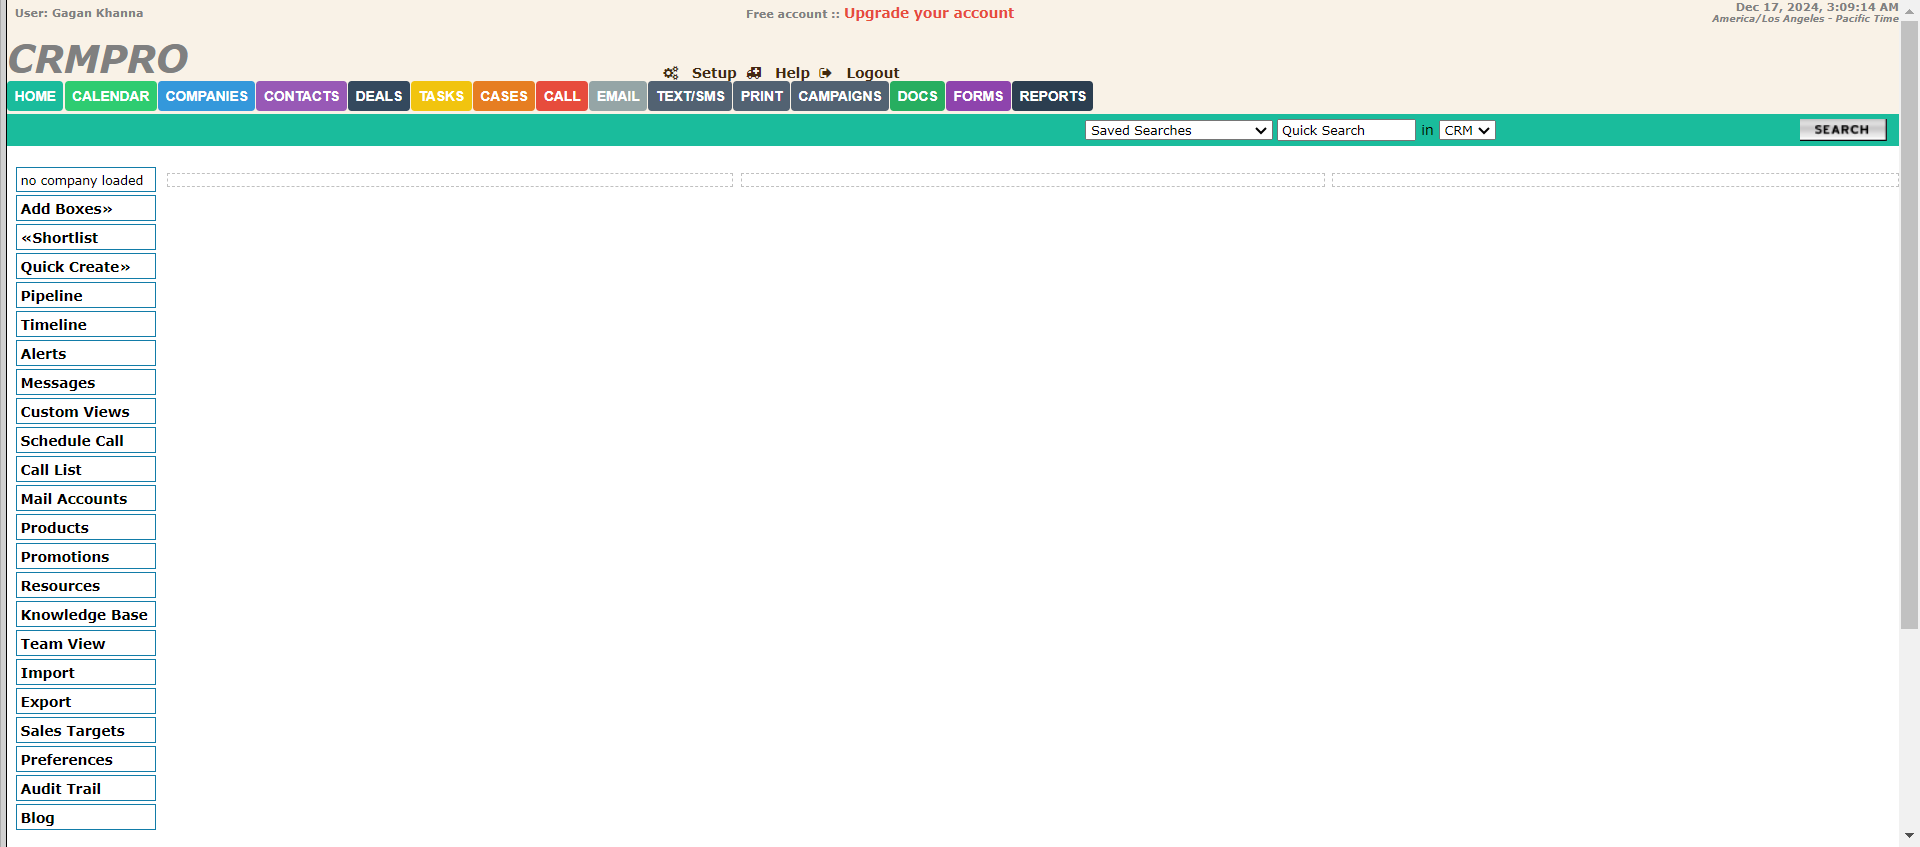 User: Gagan Khanna
Free account :: Upgrade your account
Dec 17, 2024, 3:09:14 AM
America/Los Angeles - Pacific Time
CRMPRO
Setup Help Logout
HOME CALENDAR COMPANIES CONTACTS DEALS TASKS CASES CALL EMAIL TEXT/SMS PRINT CAMPAIGNS DOCS FORMS REPORTS
Saved Searches Quick Search in CRM SEARCH
no company loaded
Add Boxes»
«Shortlist
Quick Create»
Pipeline
Timeline
Alerts
Messages
Custom Views
Schedule Call
Call List
Mail Accounts
Products
Promotions
Resources
Knowledge Base
Team View
Import
Export
Sales Targets
Preferences
Audit Trail
Blog